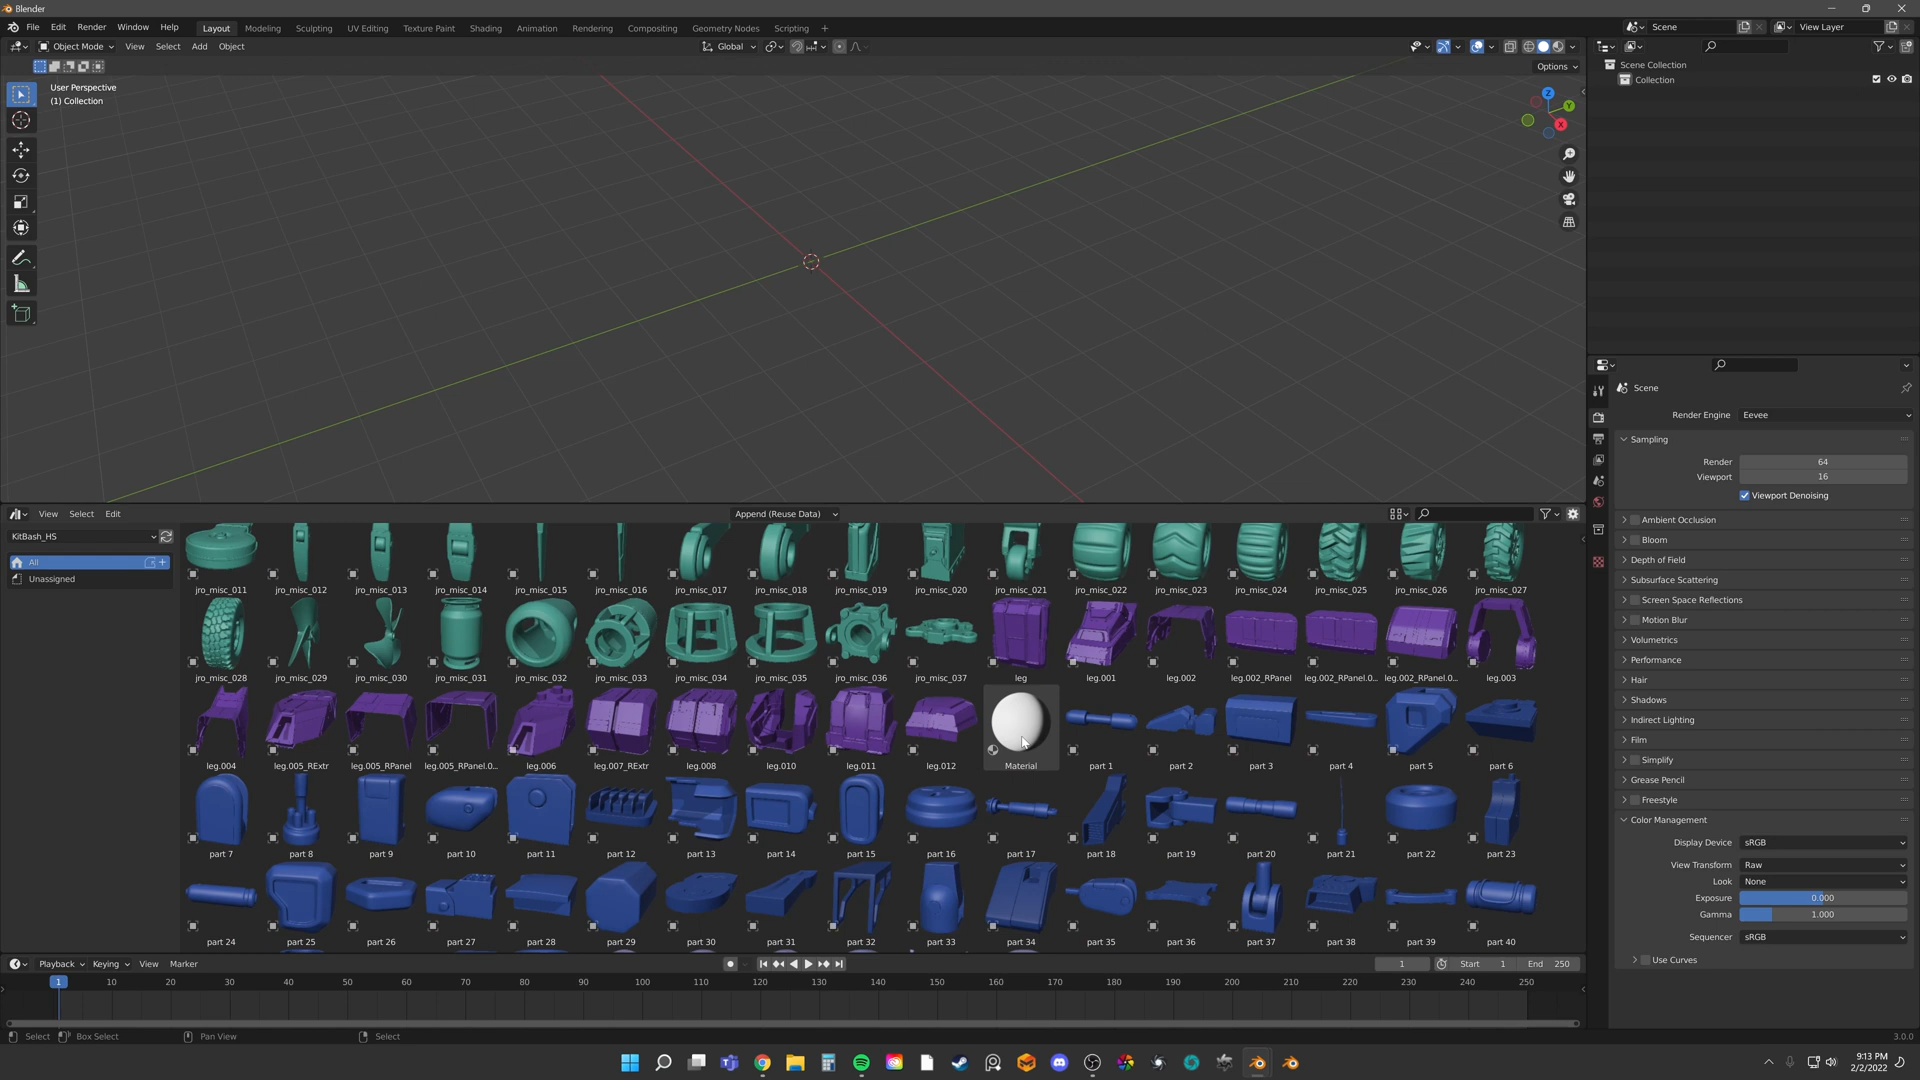 Blender
File Edit Render Window Help Layout Modeling Sculpting UV Editing Texture Paint Shading Animation Rendering Compositing Geometry Nodes Scripting + Scene View Layer
Object Mode View Select Add Object Global
Options
User Perspective
(1) Collection
Z
Y
X
Scene Collection
Collection
Scene
Render Engine Eevee
Sampling
Render 64
Viewport 16
Viewport Denoising
Ambient Occlusion
Bloom
Depth of Field
Subsurface Scattering
Screen Space Reflections
Motion Blur
Volumetrics
Performance
Hair
Shadows
Indirect Lighting
Film
Simplify
Grease Pencil
Freestyle
Color Management
Display Device sRGB
View Transform Raw
Look None
Exposure 0.000
Gamma 1.000
Sequencer sRGB
Use Curves
View Select Edit Append (Reuse Data)
KitBash_HS
All
Unassigned
jro_misc_011 jro_misc_012 jro_misc_013 jro_misc_014 jro_misc_015 jro_misc_016 jro_misc_017 jro_misc_018 jro_misc_019 jro_misc_020 jro_misc_021 jro_misc_022 jro_misc_023 jro_misc_024 jro_misc_025 jro_misc_026 jro_misc_027
jro_misc_028 jro_misc_029 jro_misc_030 jro_misc_031 jro_misc_032 jro_misc_033 jro_misc_034 jro_misc_035 jro_misc_036 jro_misc_037 leg leg.001 leg.002 leg.002_RPanel leg.002_RPanel.0... leg.002_RPanel.0... leg.003
leg.004 leg.005_RExtr leg.005_RPanel leg.005_RPanel.0... leg.006 leg.007_RExtr leg.008 leg.010 leg.011 leg.012 Material part 1 part 2 part 3 part 4 part 5 part 6
part 7 part 8 part 9 part 10 part 11 part 12 part 13 part 14 part 15 part 16 part 17 part 18 part 19 part 20 part 21 part 22 part 23
part 24 part 25 part 26 part 27 part 28 part 29 part 30 part 31 part 32 part 33 part 34 part 35 part 36 part 37 part 38 part 39 part 40
Playback Keying View Marker 1 Start 1 End 250
1 10 20 30 40 50 60 70 80 90 100 110 120 130 140 150 160 170 180 190 200 210 220 230 240 250
Select Box Select Pan View Select 3.0.0
9:13 PM
2/2/2022